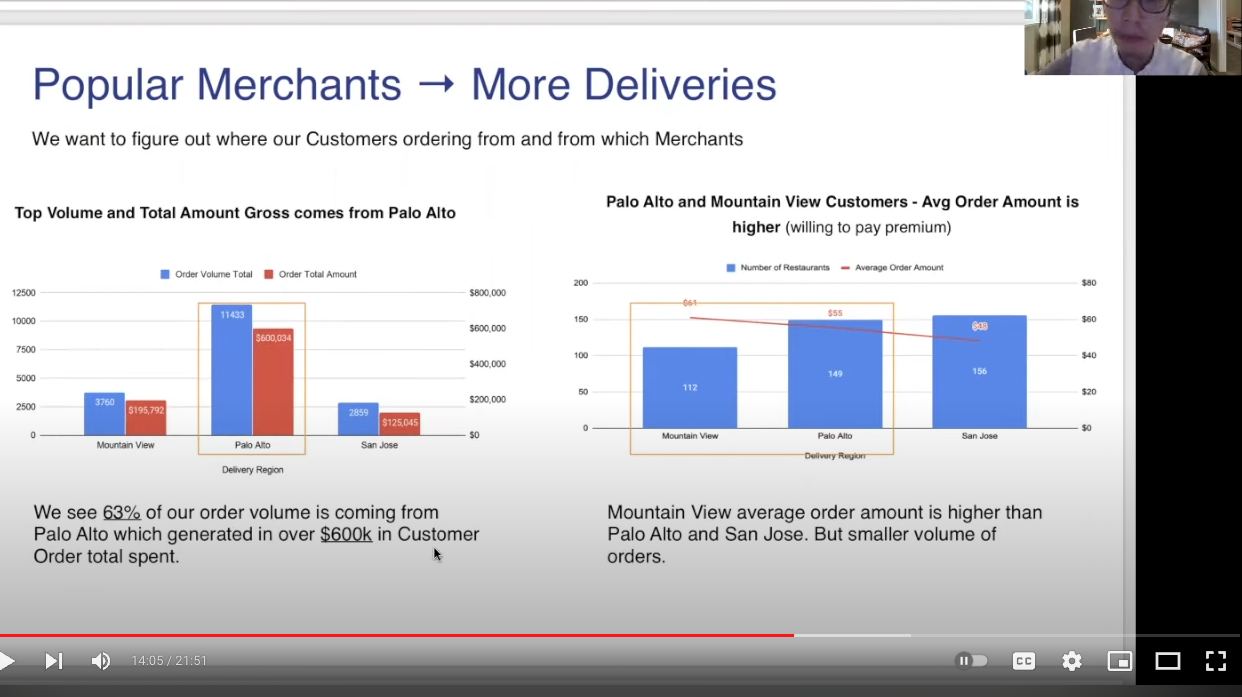 Popular Merchants → More Deliveries
We want to figure out where our Customers ordering from and from which Merchants
Top Volume and Total Amount Gross comes from Palo Alto
Order Volume Total Order Total Amount
12500
10000
7500
5000
2500
0
$800,000
$600,000
$400,000
$200,000
$0
3760
$195,792
11433
$600,034
2859
$125,045
Mountain View Palo Alto San Jose
Delivery Region
We see 63% of our order volume is coming from
Palo Alto which generated in over $600k in Customer
Order total spent.
Palo Alto and Mountain View Customers - Avg Order Amount is
higher (willing to pay premium)
Number of Restaurants Average Order Amount
200
150
100
50
0
$80
$60
$40
$20
$0
$61
$55
$48
112
149
156
Mountain View Palo Alto San Jose
Delivery Region
Mountain View average order amount is higher than
Palo Alto and San Jose. But smaller volume of
orders.
14:05 / 21:51
CC